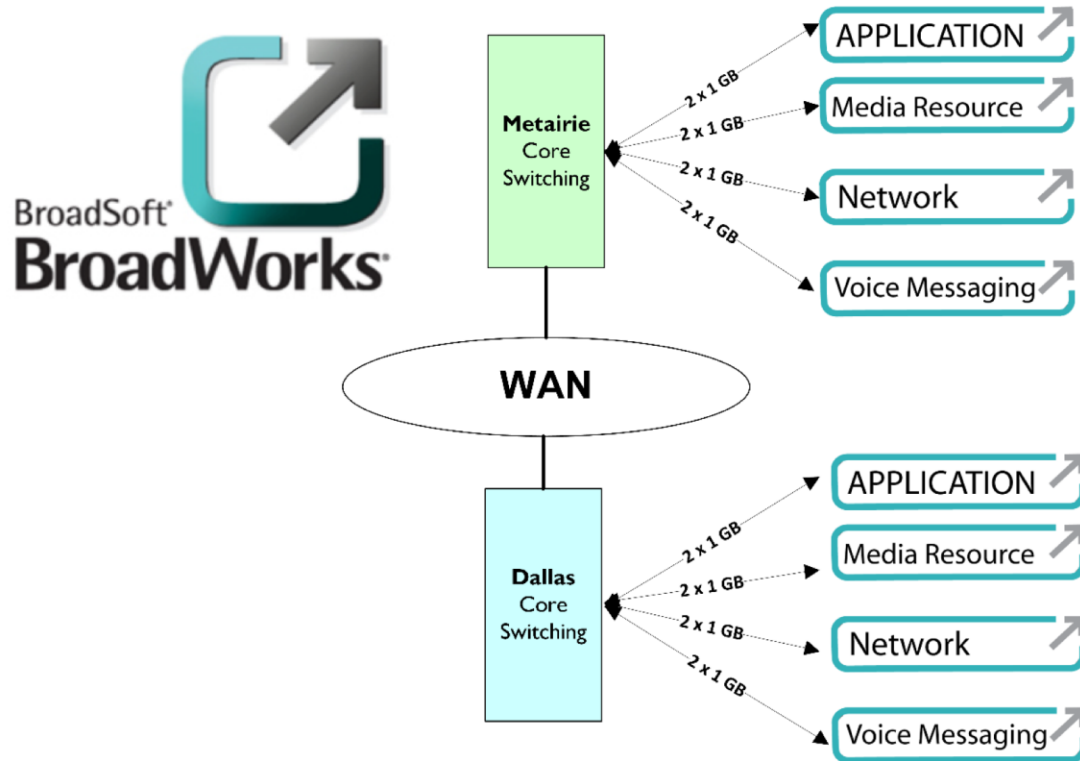 BroadSoft®
BroadWorks®
Metairie
Core
Switching
2 x 1 GB
2 x 1 GB
2 x 1 GB
2 x 1 GB
APPLICATION
Media Resource
Network
Voice Messaging
WAN
Dallas
Core
Switching
2 x 1 GB
2 x 1 GB
2 x 1 GB
2 x 1 GB
APPLICATION
Media Resource
Network
Voice Messaging